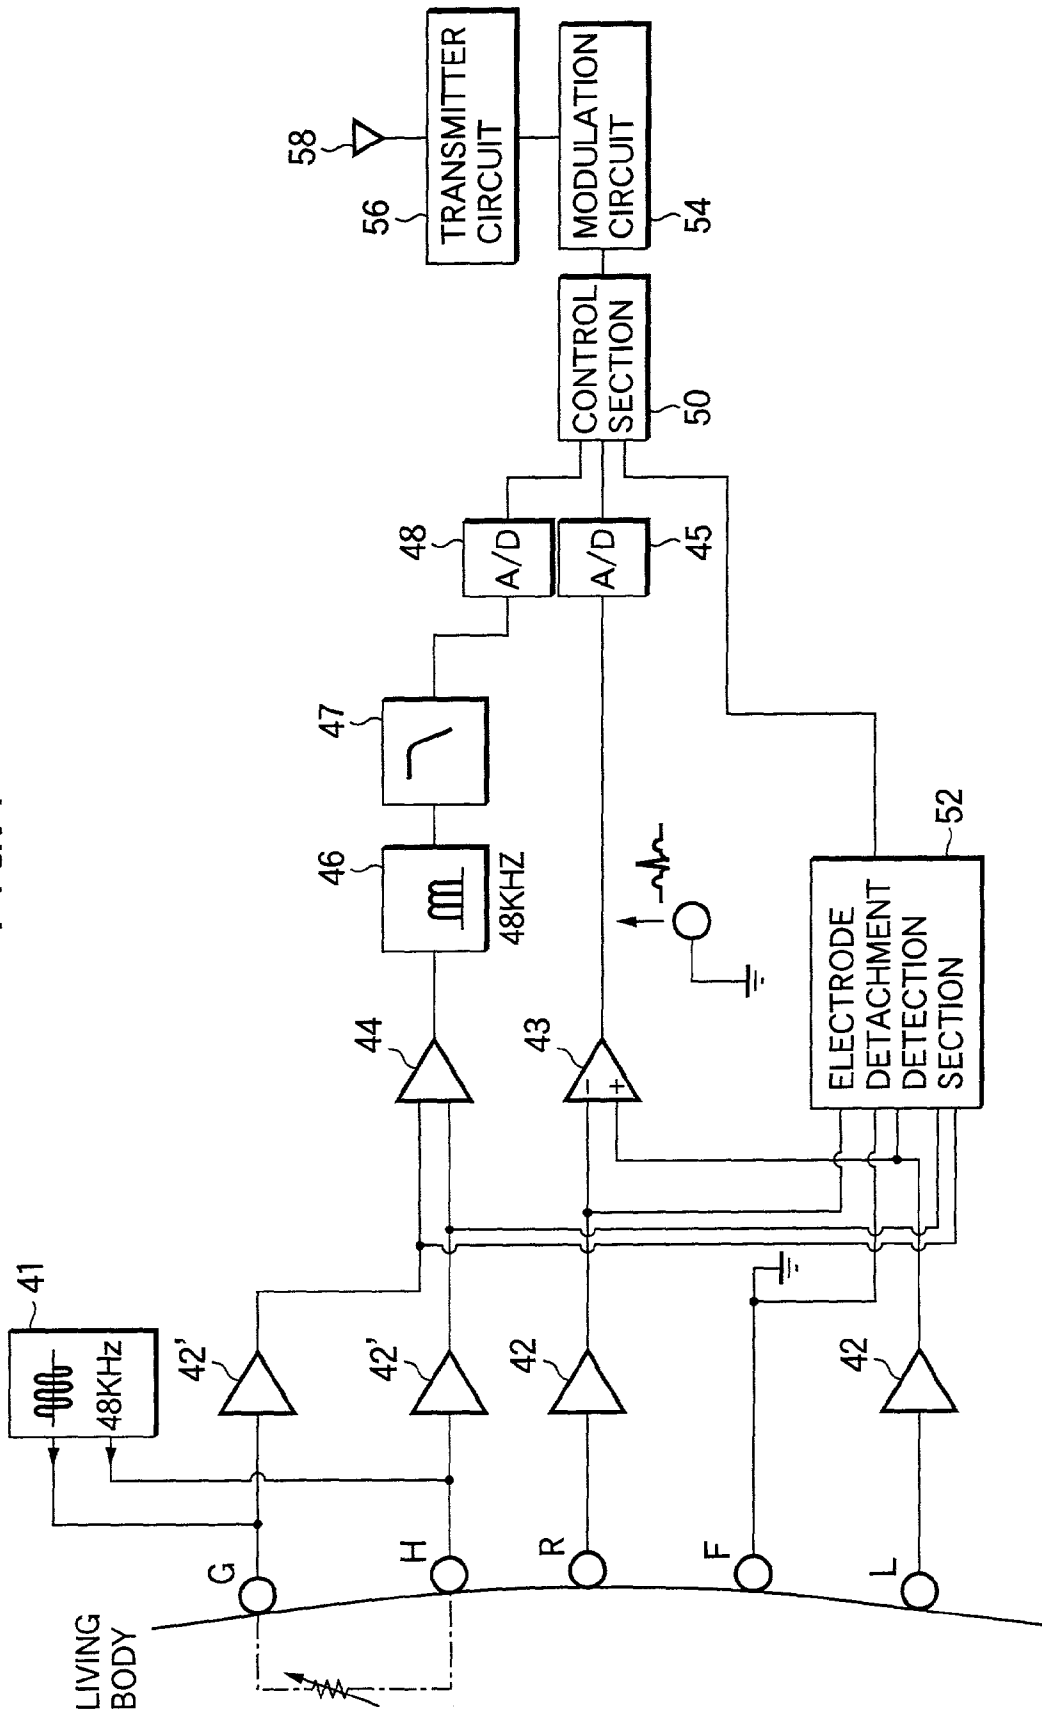 LIVING
BODY
G
H
R
F
L
41
48KHz
42'
42'
42
42
44
43
−
+
46
48KHZ
47
48
A/D
45
A/D
ELECTRODE
DETACHMENT
DETECTION
SECTION
52
CONTROL
SECTION
50
MODULATION
CIRCUIT
54
TRANSMITTER
CIRCUIT
56
58